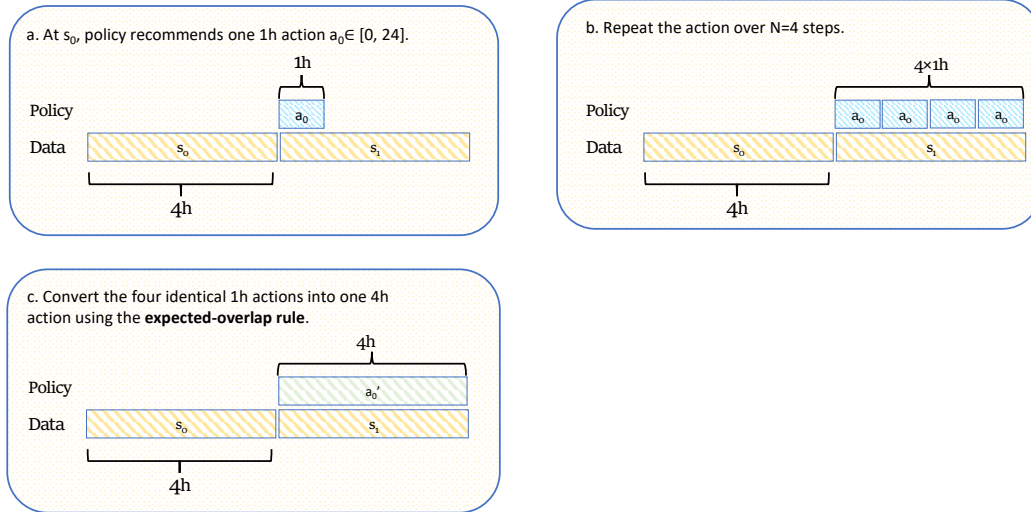 a. At s₀, policy recommends one 1h action a₀∈ [0, 24].
1h
Policy
a₀
Data
s₀
s₁
4h
b. Repeat the action over N=4 steps.
4×1h
Policy
a₀ a₀ a₀ a₀
Data
s₀
s₁
4h
c. Convert the four identical 1h actions into one 4h
action using the expected-overlap rule.
4h
Policy
a₀’
Data
s₀
s₁
4h